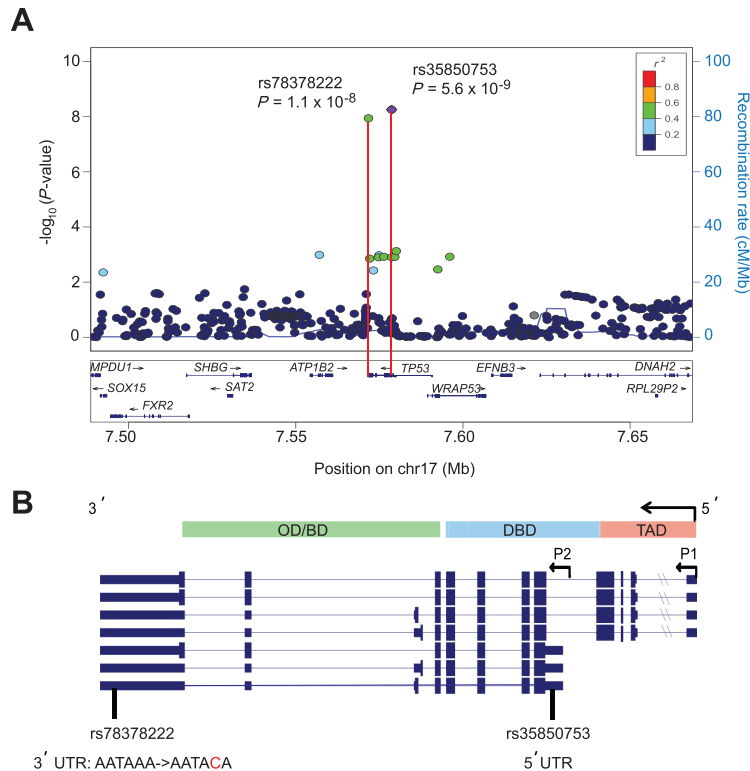 A
rs78378222
P = 1.1 x 10-8
rs35850753
P = 5.6 x 10-9
r2
0.8
0.6
0.4
0.2
-log10(P-value)
10
8
6
4
2
0
Recombination rate (cM/Mb)
100
80
60
40
20
0
MPDU1 SHBG ATP1B2 TP53 EFNB3 DNAH2
SOX15 SAT2 WRAP53 RPL29P2
FXR2
7.50 7.55 7.60 7.65
Position on chr17 (Mb)
B
3′ 5′
OD/BD DBD TAD
P2 P1
rs78378222 rs35850753
3′ UTR: AATAAA->AATACA 5′UTR